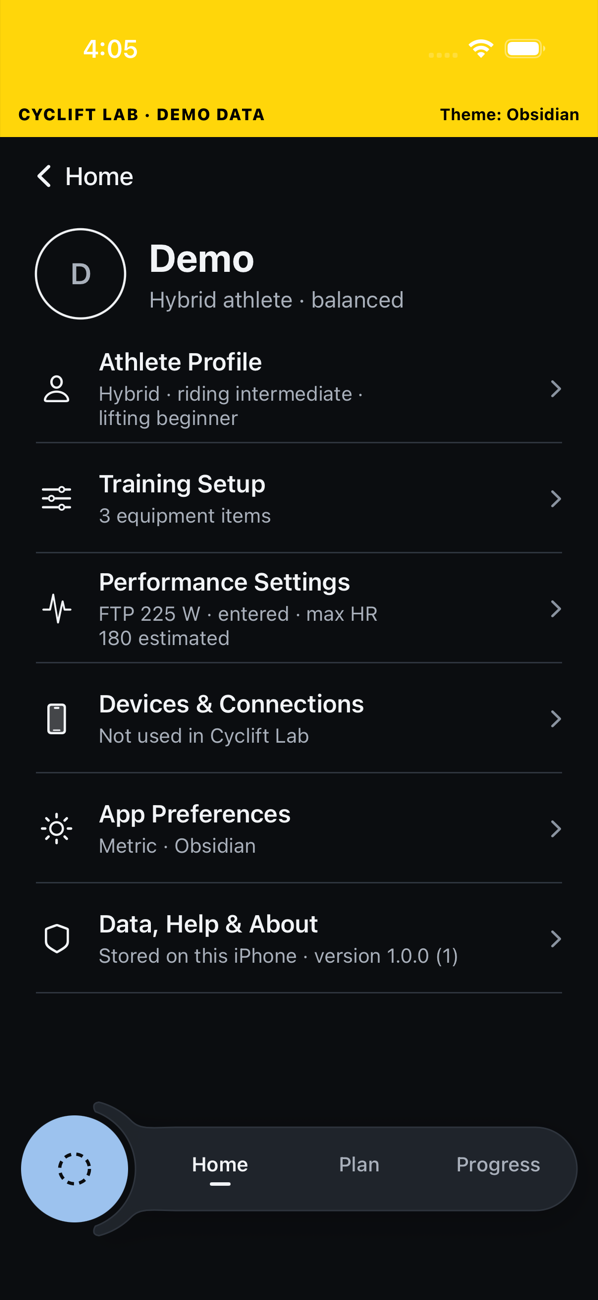 4:05
CYCLIFT LAB · DEMO DATA
Theme: Obsidian
Home
D
Demo
Hybrid athlete · balanced
Athlete Profile
Hybrid · riding intermediate ·
lifting beginner
Training Setup
3 equipment items
Performance Settings
FTP 225 W · entered · max HR
180 estimated
Devices & Connections
Not used in Cyclift Lab
App Preferences
Metric · Obsidian
Data, Help & About
Stored on this iPhone · version 1.0.0 (1)
Home
Plan
Progress